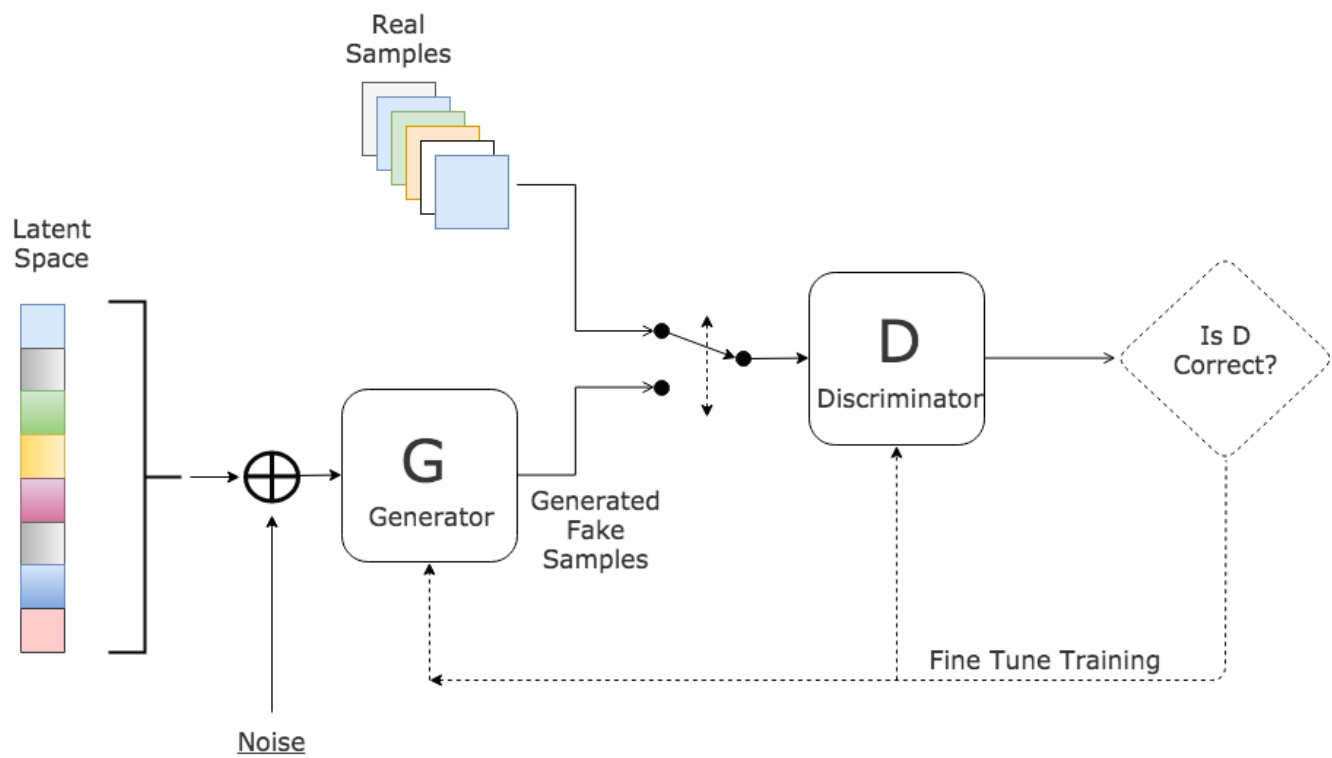 Real
Samples
Latent
Space
D
Discriminator
Is D
Correct?
G
Generator
Generated
Fake
Samples
Fine Tune Training
Noise